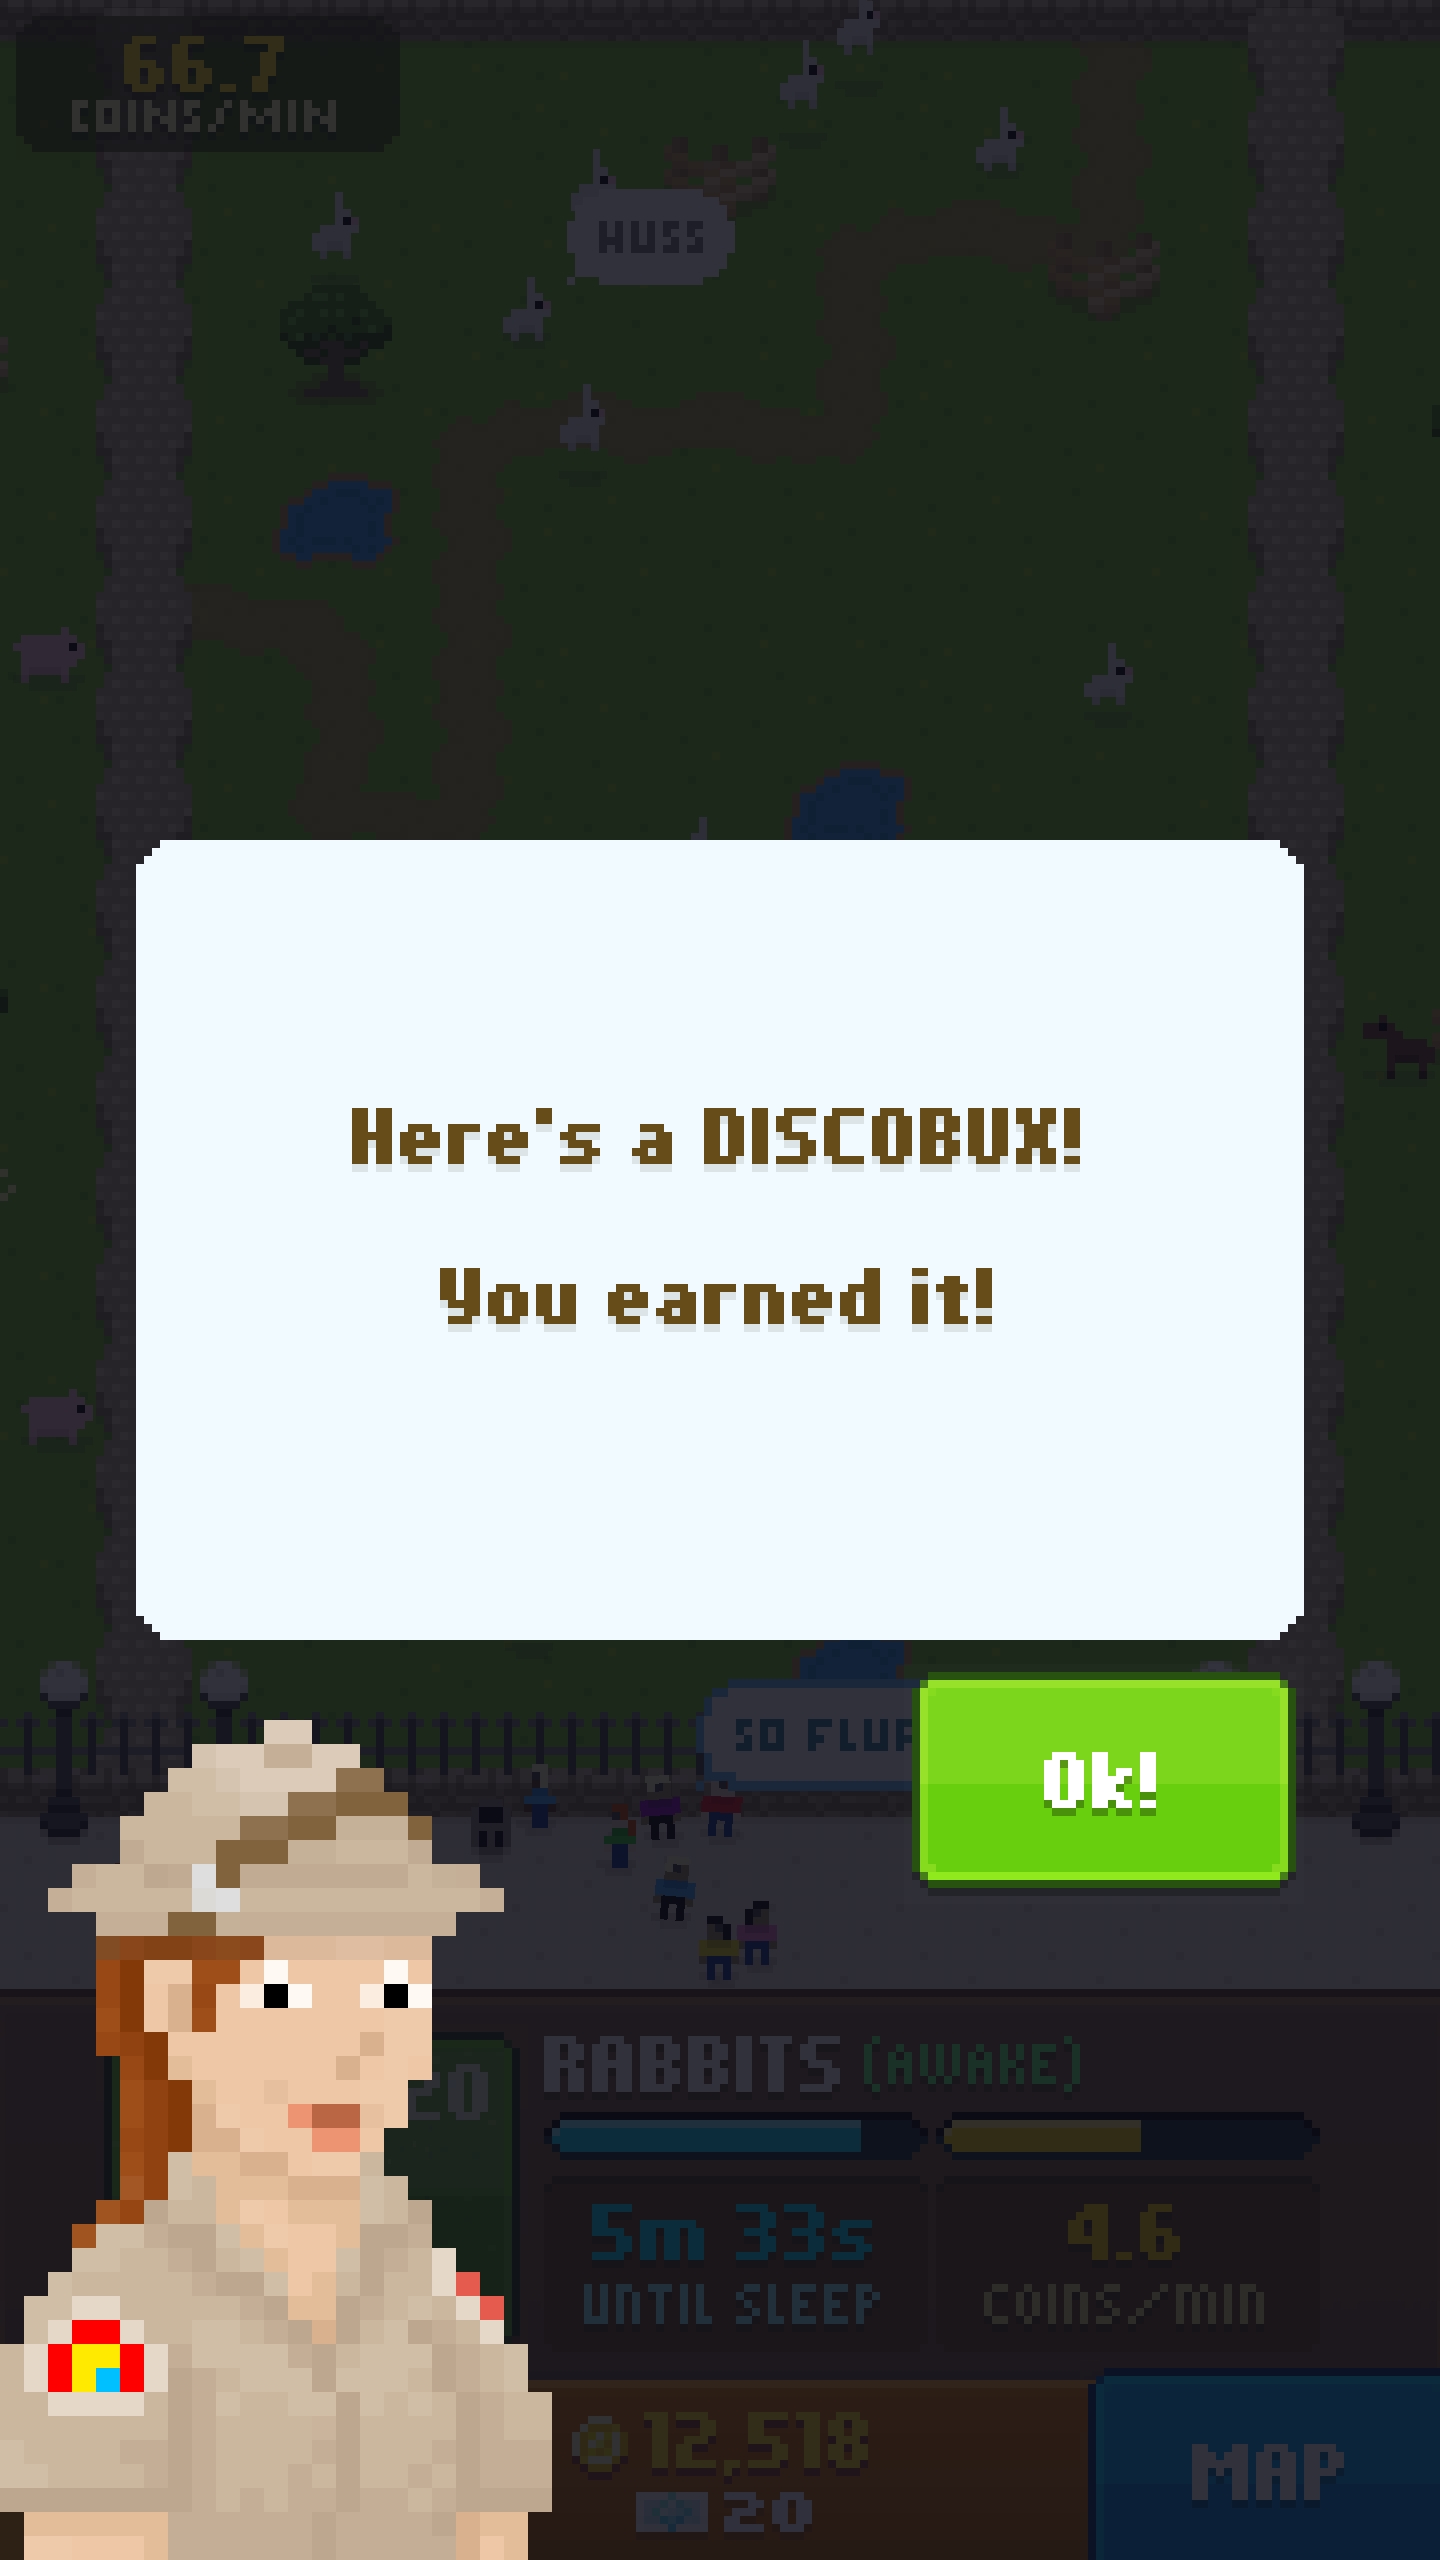 66.7
COINS/MIN
HUSS
Here's a DISCOBUX!
You earned it!
SO FLUF
Ok!
20
RABBITS (AWAKE)
5m 33s
UNTIL SLEEP
4.6
COINS/MIN
12,518
20
MAP